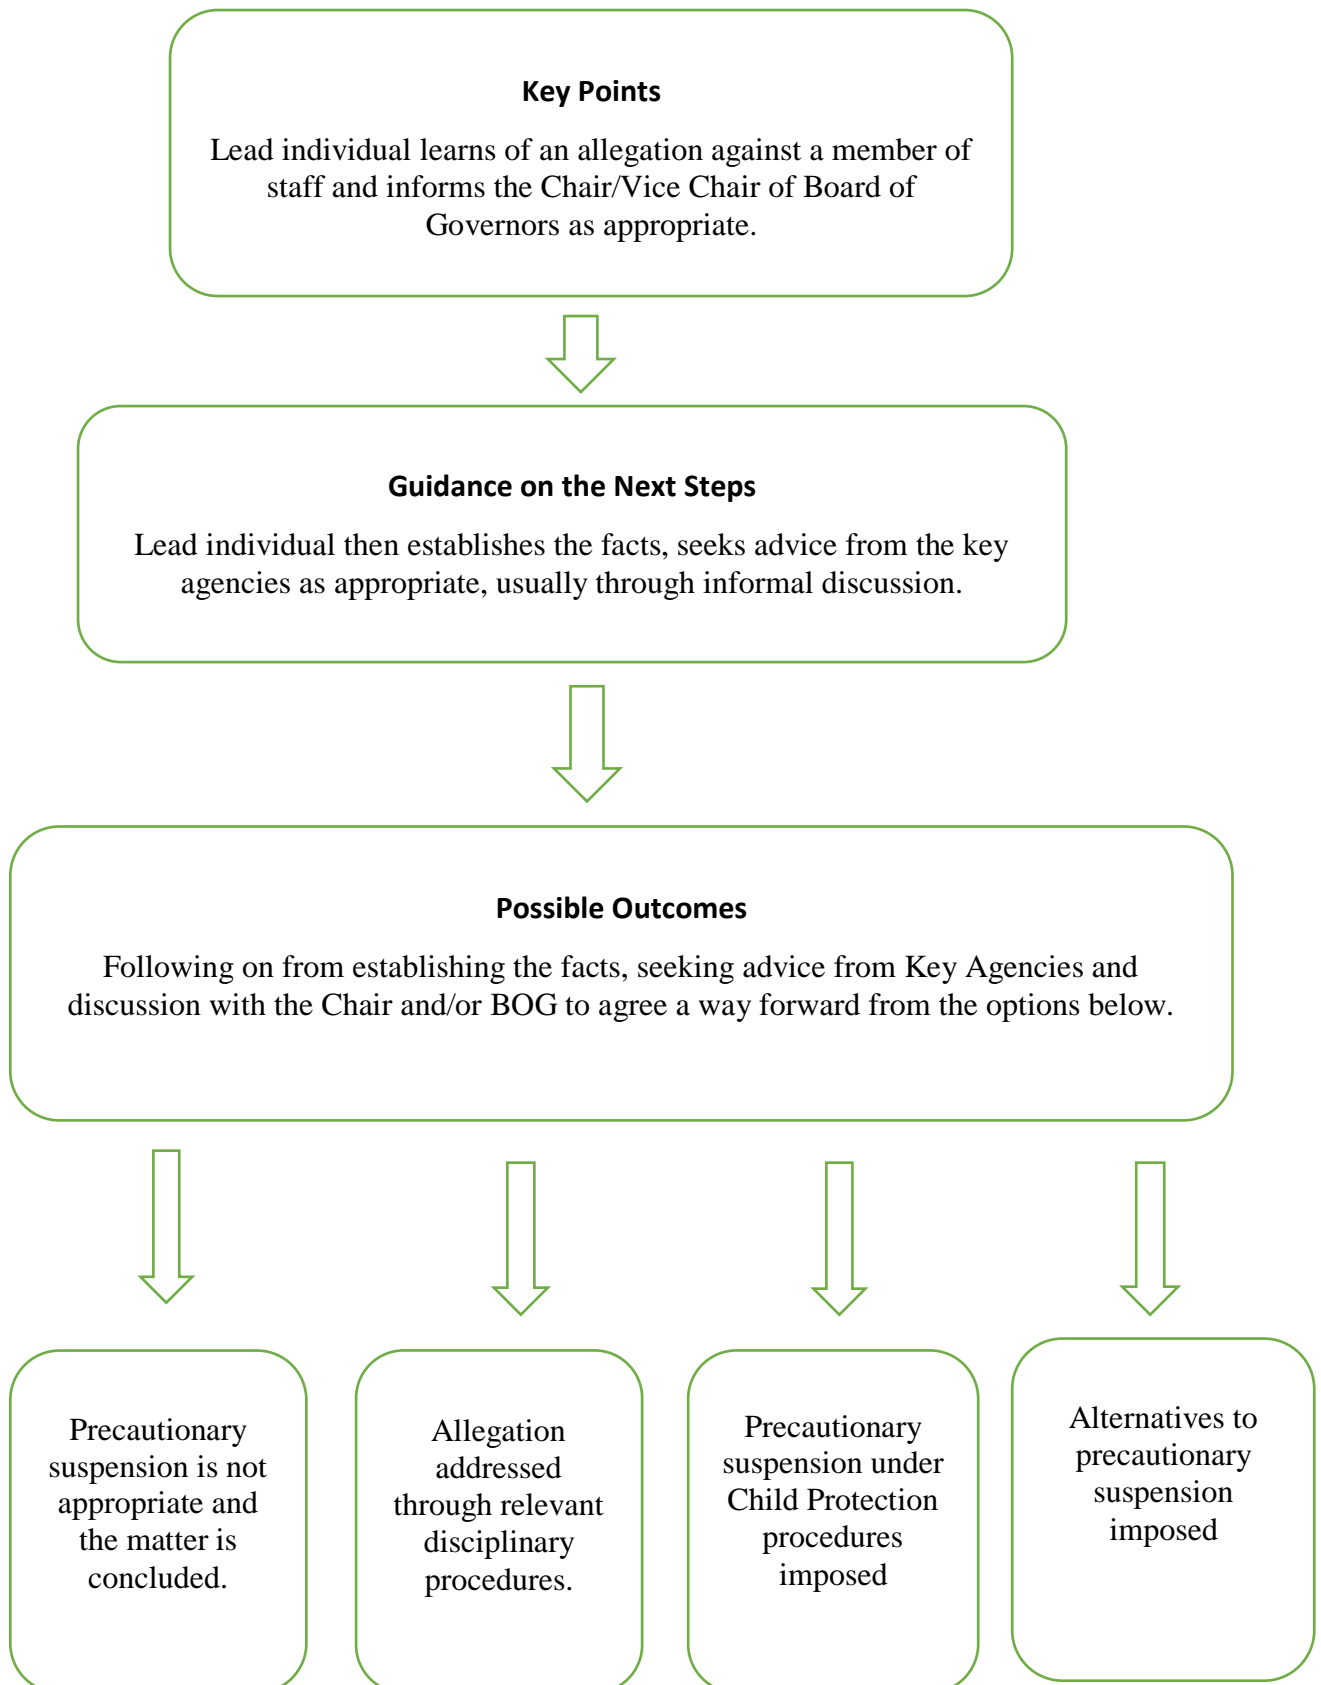 Key Points
Lead individual learns of an allegation against a member of
staff and informs the Chair/Vice Chair of Board of
Governors as appropriate.
Guidance on the Next Steps
Lead individual then establishes the facts, seeks advice from the key
agencies as appropriate, usually through informal discussion.
Possible Outcomes
Following on from establishing the facts, seeking advice from Key Agencies and
discussion with the Chair and/or BOG to agree a way forward from the options below.
Precautionary
suspension is not
appropriate and
the matter is
concluded.
Allegation
addressed
through relevant
disciplinary
procedures.
Precautionary
suspension under
Child Protection
procedures
imposed
Alternatives to
precautionary
suspension
imposed